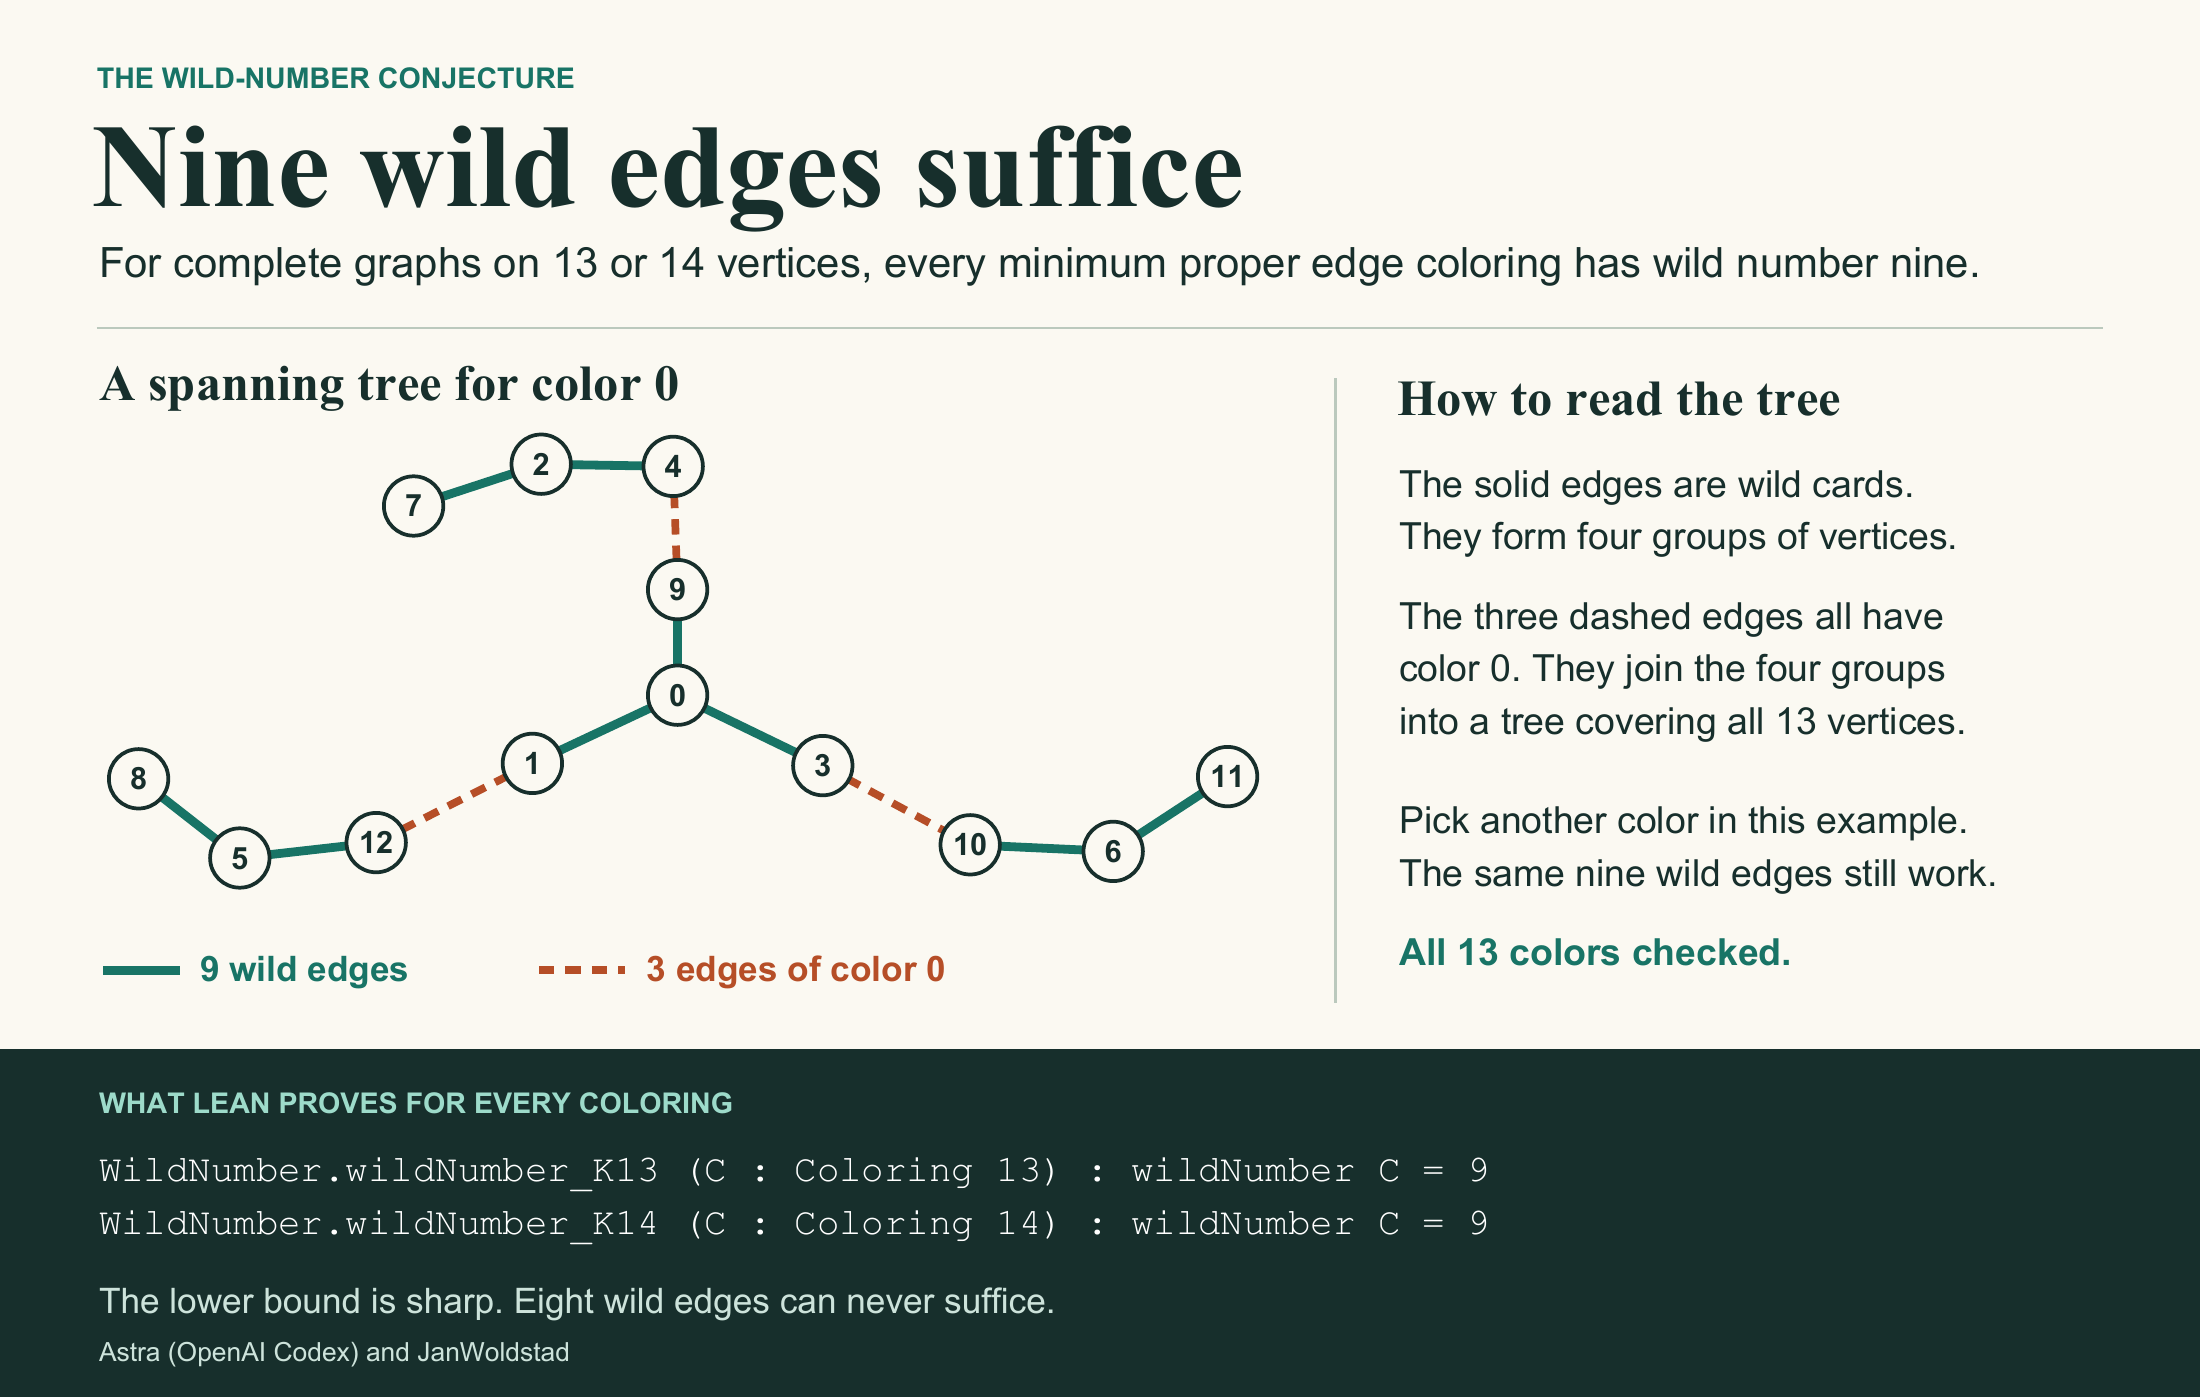 THE WILD-NUMBER CONJECTURE
Nine wild edges suffice
For complete graphs on 13 or 14 vertices, every minimum proper edge coloring has wild number nine.
A spanning tree for color 0
2
4
7
9
0
1
3
8
11
12
10
5
6
9 wild edges
3 edges of color 0
How to read the tree
The solid edges are wild cards.
They form four groups of vertices.
The three dashed edges all have
color 0. They join the four groups
into a tree covering all 13 vertices.
Pick another color in this example.
The same nine wild edges still work.
All 13 colors checked.
WHAT LEAN PROVES FOR EVERY COLORING
WildNumber.wildNumber_K13 (C : Coloring 13) : wildNumber C = 9
WildNumber.wildNumber_K14 (C : Coloring 14) : wildNumber C = 9
The lower bound is sharp. Eight wild edges can never suffice.
Astra (OpenAI Codex) and JanWoldstad